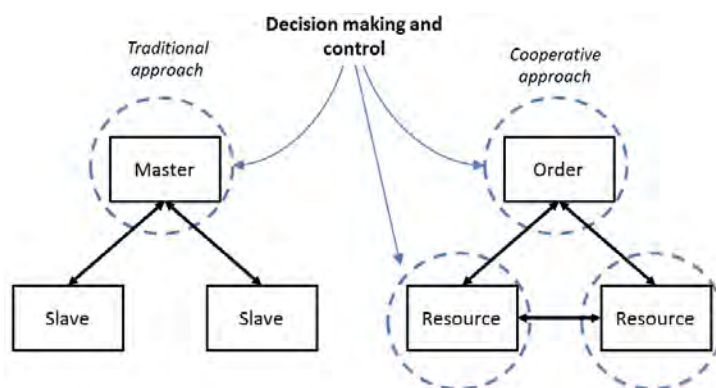 Decision making and
control
Traditional
approach
Cooperative
approach
Master
Order
Slave
Slave
Resource
Resource